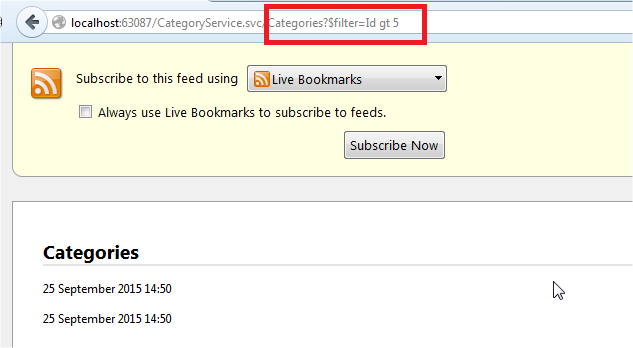 localhost:63087/CategoryService.svc/Categories?$filter=Id gt 5
Subscribe to this feed using Live Bookmarks
Always use Live Bookmarks to subscribe to feeds.
Subscribe Now
Categories
25 September 2015 14:50
25 September 2015 14:50